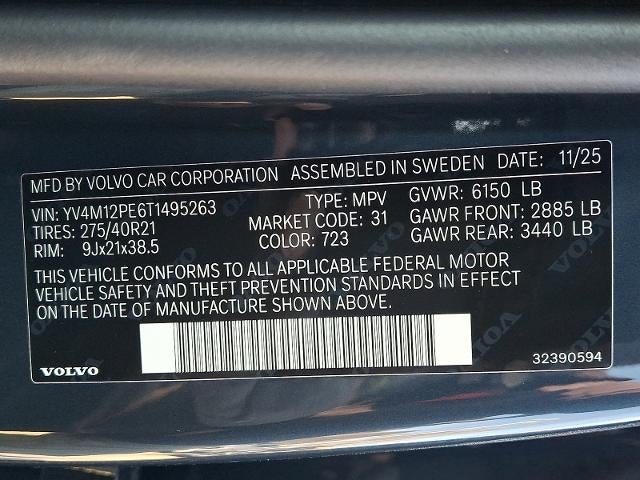 MFD BY VOLVO CAR CORPORATION ASSEMBLED IN SWEDEN DATE: 11/25
VIN: YV4M12PE6T1495263 TYPE: MPV GVWR: 6150 LB
TIRES: 275/40R21 MARKET CODE: 31 GAWR FRONT: 2885 LB
RIM: 9Jx21x38.5 COLOR: 723 GAWR REAR: 3440 LB
THIS VEHICLE CONFORMS TO ALL APPLICABLE FEDERAL MOTOR
VEHICLE SAFETY AND THEFT PREVENTION STANDARDS IN EFFECT
ON THE DATE OF MANUFACTURE SHOWN ABOVE.
VOLVO 32390594